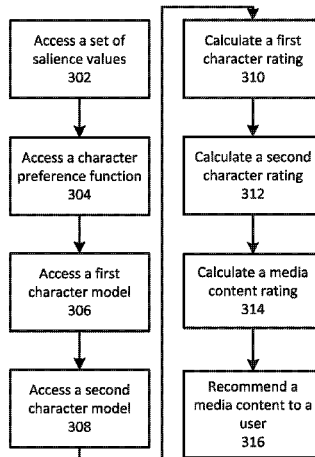 Access a set of
salience values
302
Access a character
preference function
304
Access a first
character model
306
Access a second
character model
308
Calculate a first
character rating
310
Calculate a second
character rating
312
Calculate a media
content rating
314
Recommend a
media content to a
user
316